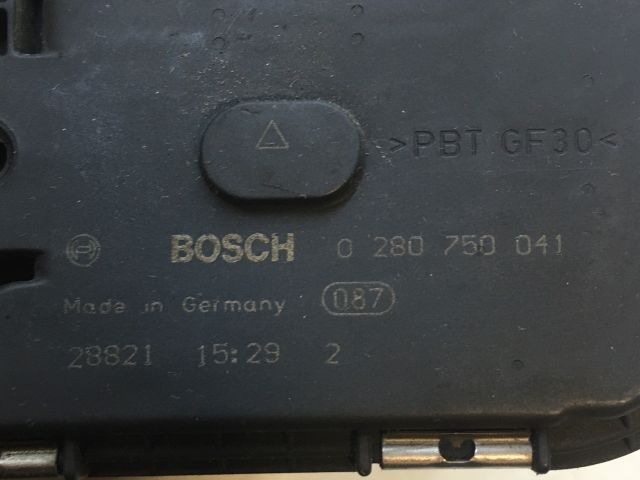 >PBT GF30<
BOSCH 0 280 750 041
Made in Germany 087
28821 15:29 2